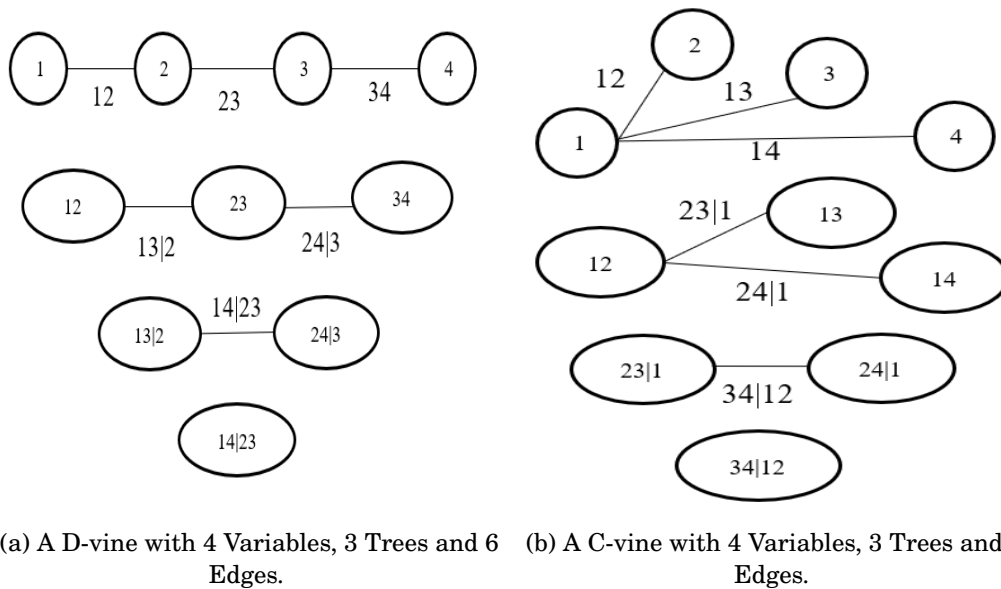 1 2 3 4
12 23 34
12 23 34
13|2 24|3
14|23
13|2 24|3
14|23
(a) A D-vine with 4 Variables, 3 Trees and 6
Edges.
2
3
12 13
1 4
14
23|1 13
12 14
24|1
23|1 24|1
34|12
34|12
(b) A C-vine with 4 Variables, 3 Trees and
Edges.